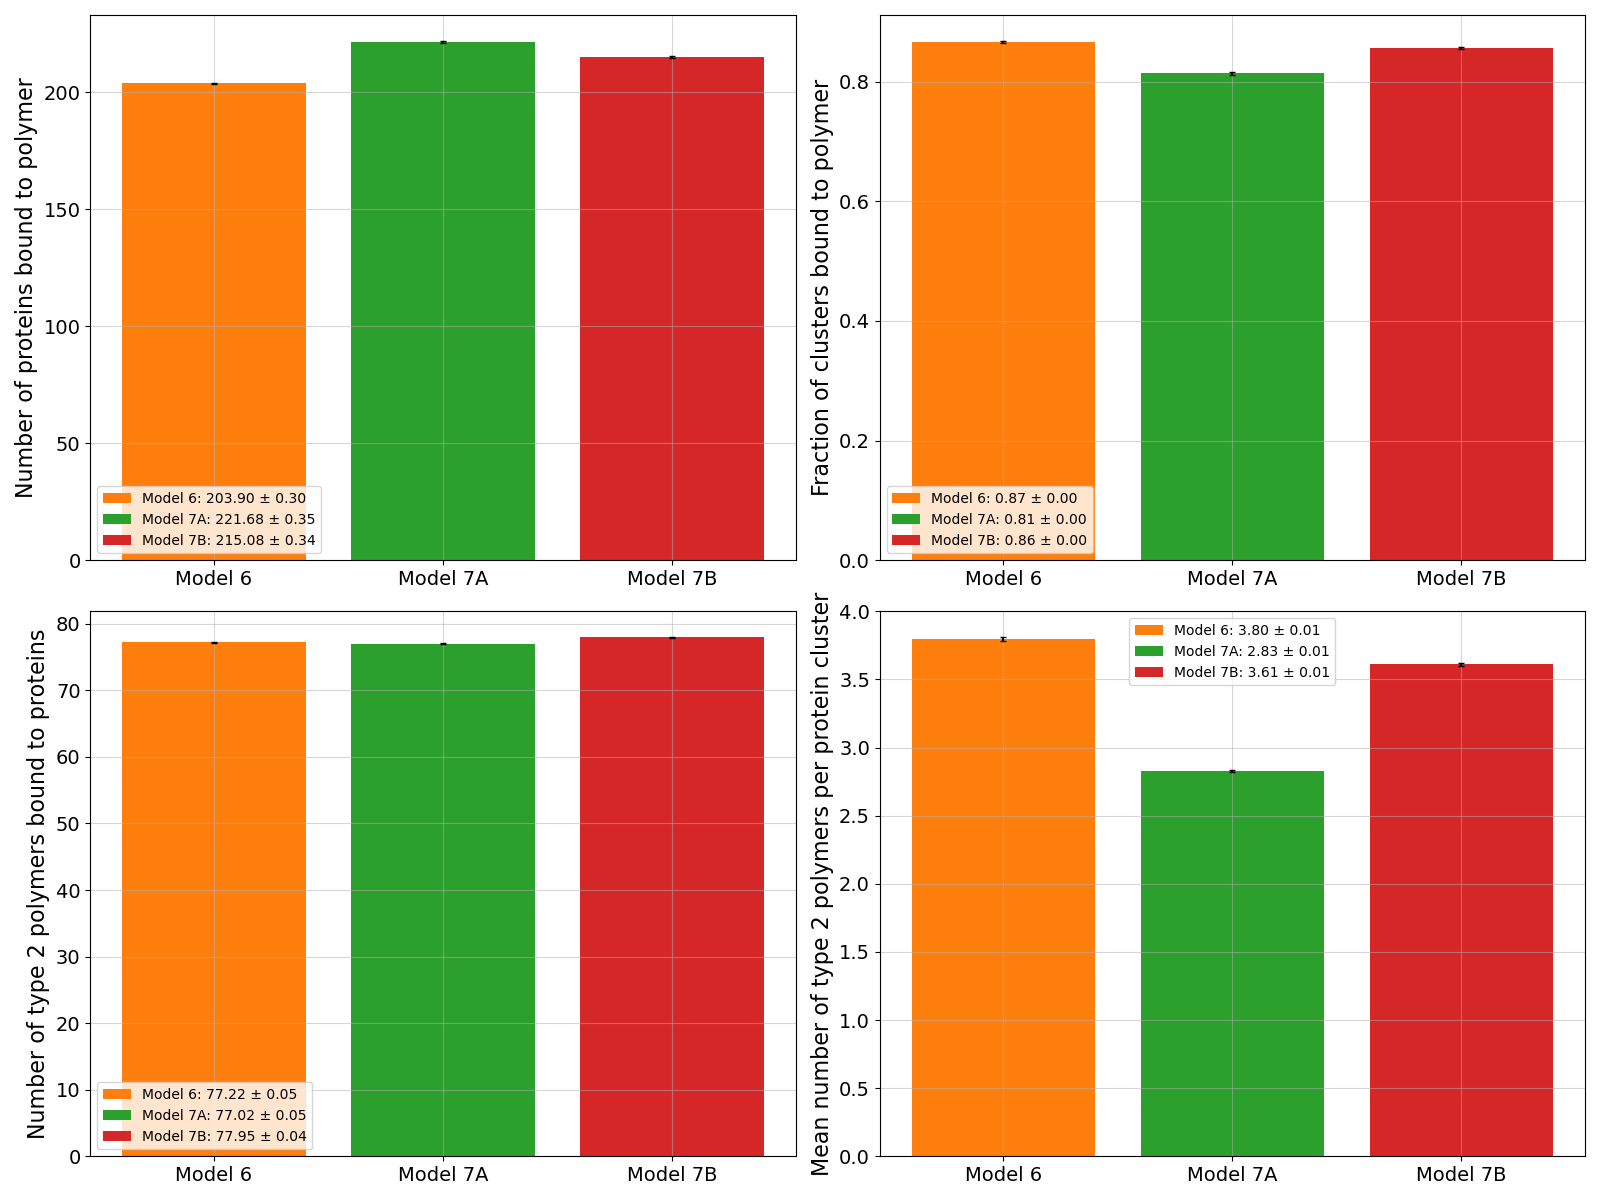 Number of proteins bound to polymer
200
150
100
50
0
Model 6: 203.90 ± 0.30
Model 7A: 221.68 ± 0.35
Model 7B: 215.08 ± 0.34
Model 6
Model 7A
Model 7B
Fraction of clusters bound to polymer
0.8
0.6
0.4
0.2
0.0
Model 6: 0.87 ± 0.00
Model 7A: 0.81 ± 0.00
Model 7B: 0.86 ± 0.00
Model 6
Model 7A
Model 7B
Number of type 2 polymers bound to proteins
80
70
60
50
40
30
20
10
0
Model 6: 77.22 ± 0.05
Model 7A: 77.02 ± 0.05
Model 7B: 77.95 ± 0.04
Model 6
Model 7A
Model 7B
Mean number of type 2 polymers per protein cluster
4.0
3.5
3.0
2.5
2.0
1.5
1.0
0.5
0.0
Model 6: 3.80 ± 0.01
Model 7A: 2.83 ± 0.01
Model 7B: 3.61 ± 0.01
Model 6
Model 7A
Model 7B